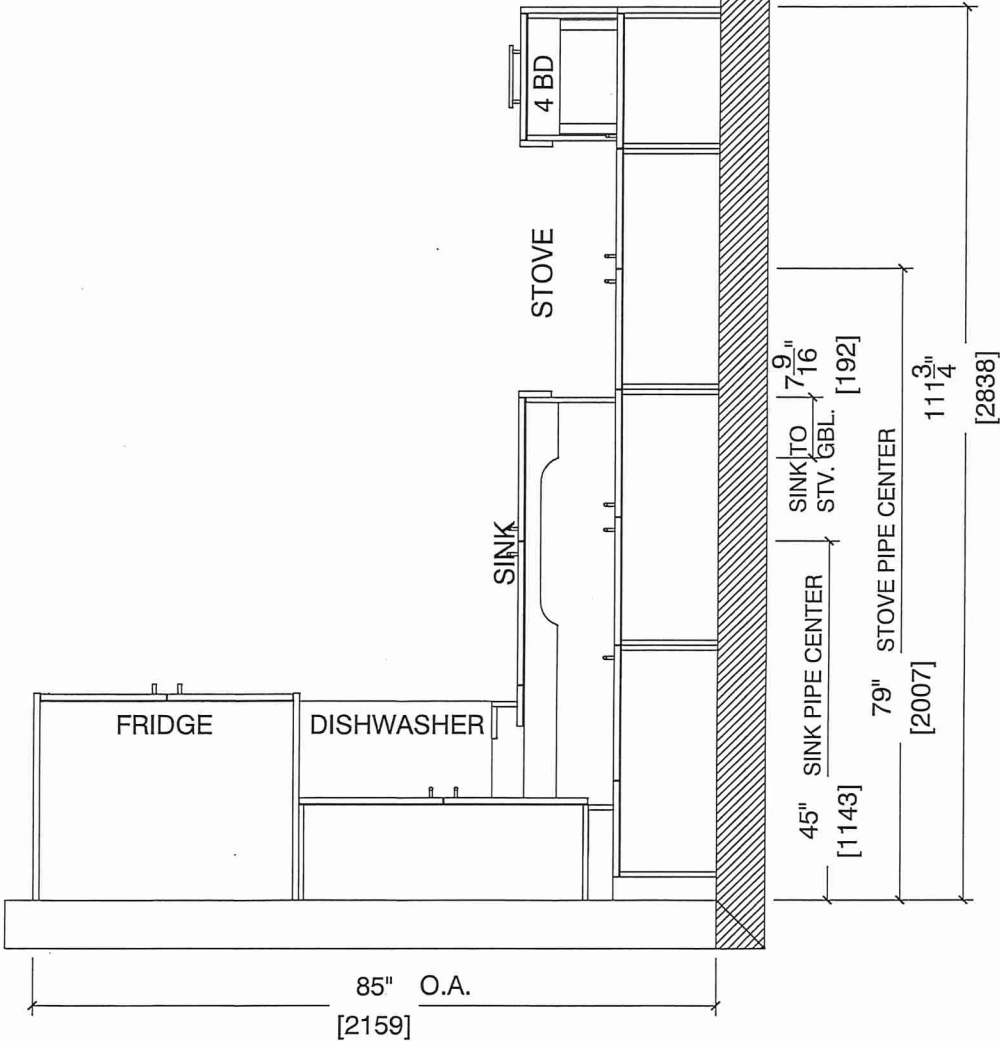 4 BD
STOVE
SINK
FRIDGE
DISHWASHER
7 9/16"
[192]
SINK TO
STV. GBL.
SINK PIPE CENTER
45"
[1143]
STOVE PIPE CENTER
79"
[2007]
111 3/4"
[2838]
85" O.A.
[2159]